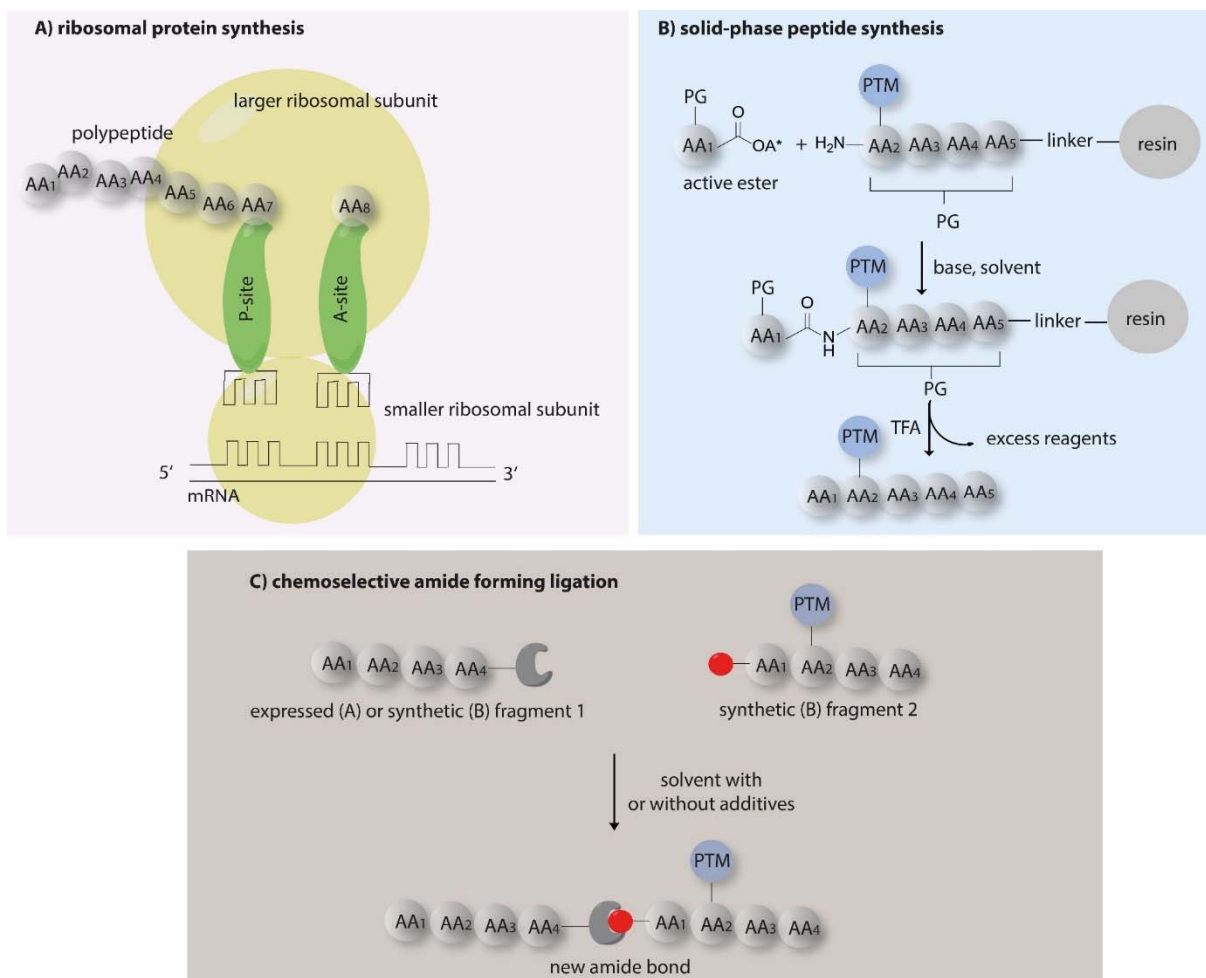 A) ribosomal protein synthesis
larger ribosomal subunit
polypeptide
AA1 AA2 AA3 AA4 AA5 AA6 AA7 AA8
P-site
A-site
smaller ribosomal subunit
5‘ 3‘
mRNA
B) solid-phase peptide synthesis
PTM
PG O
AA1 OA* + H2N AA2 AA3 AA4 AA5 linker resin
active ester
PG
PTM
base, solvent
PG O
AA1 N H AA2 AA3 AA4 AA5 linker resin
PG
PTM
TFA excess reagents
AA1 AA2 AA3 AA4 AA5
C) chemoselective amide forming ligation
PTM
AA1 AA2 AA3 AA4 AA1 AA2 AA3 AA4
expressed (A) or synthetic (B) fragment 1 synthetic (B) fragment 2
solvent with
or without additives
PTM
AA1 AA2 AA3 AA4 AA1 AA2 AA3 AA4
new amide bond